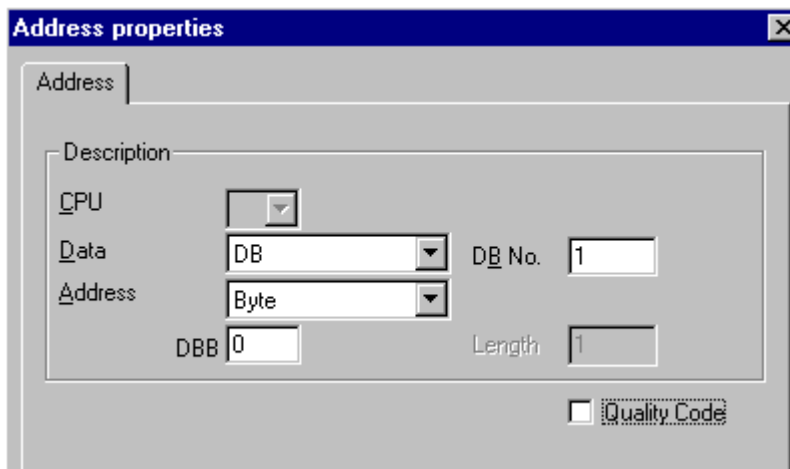 Address properties
Address
Description
CPU
Data DB DB No. 1
Address Byte
DBB 0 Length 1
Quality Code